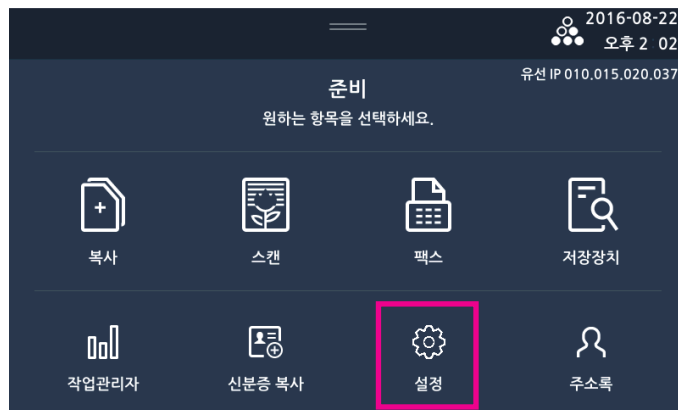 2016-08-22
오후 2 02
유선 IP 010.015.020.037
준비
원하는 항목을 선택하세요.
복사
스캔
팩스
저장장치
작업관리자
신분증 복사
설정
주소록